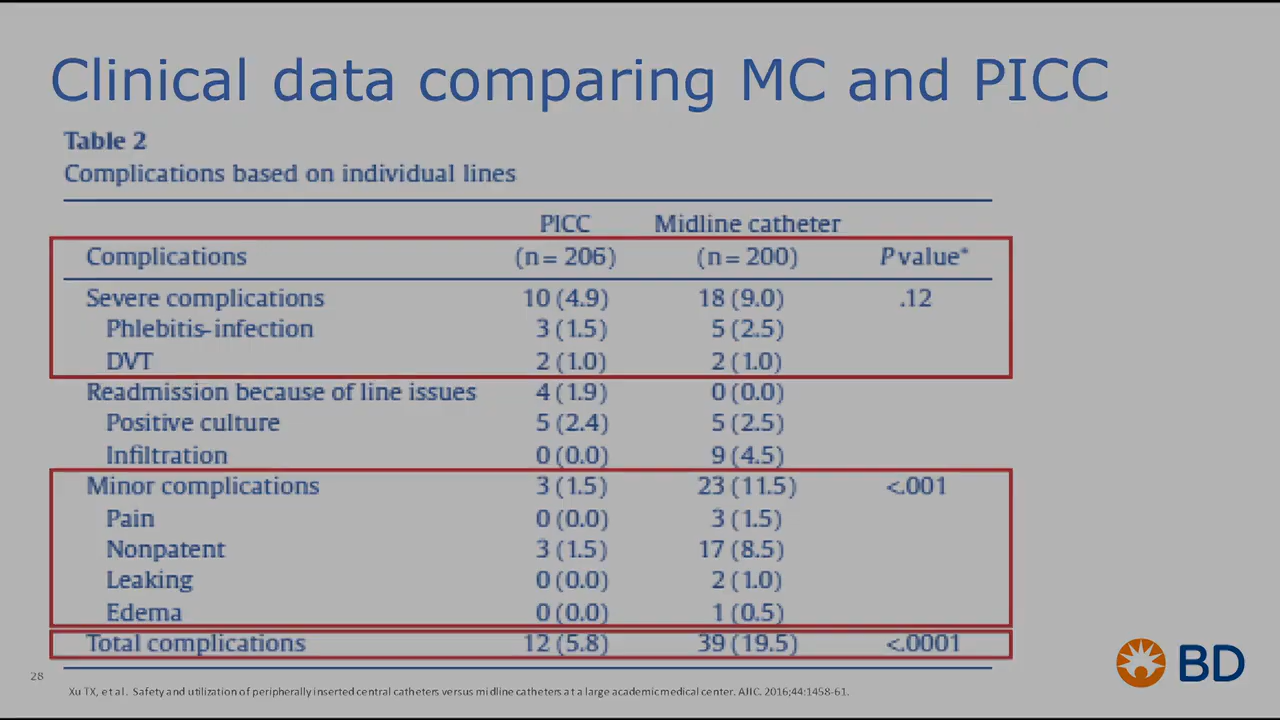 Clinical data comparing MC and PICC
Table 2
Complications based on individual lines
PICC Midline catheter
Complications (n = 206) (n = 200) P value*
Severe complications 10 (4.9) 18 (9.0) .12
Phlebitis-infection 3 (1.5) 5 (2.5)
DVT 2 (1.0) 2 (1.0)
Readmission because of line issues 4 (1.9) 0 (0.0)
Positive culture 5 (2.4) 5 (2.5)
Infiltration 0 (0.0) 9 (4.5)
Minor complications 3 (1.5) 23 (11.5) <.001
Pain 0 (0.0) 3 (1.5)
Nonpatent 3 (1.5) 17 (8.5)
Leaking 0 (0.0) 2 (1.0)
Edema 0 (0.0) 1 (0.5)
Total complications 12 (5.8) 39 (19.5) <.0001
BD
28
Xu TX, et al. Safety and utilization of peripherally inserted central catheters versus midline catheters at a large academic medical center. AJIC. 2016;44:1458-61.